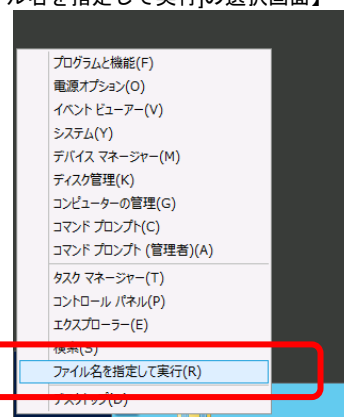 ル名を指定して実行]の選択画面】
プログラムと機能(F)
電源オプション(O)
イベント ビューアー(V)
システム(Y)
デバイス マネージャー(M)
ディスク管理(K)
コンピューターの管理(G)
コマンド プロンプト(C)
コマンド プロンプト (管理者)(A)
タスク マネージャー(T)
コントロール パネル(P)
エクスプローラー(E)
検索(S)
ファイル名を指定して実行(R)
デスクトップ(D)